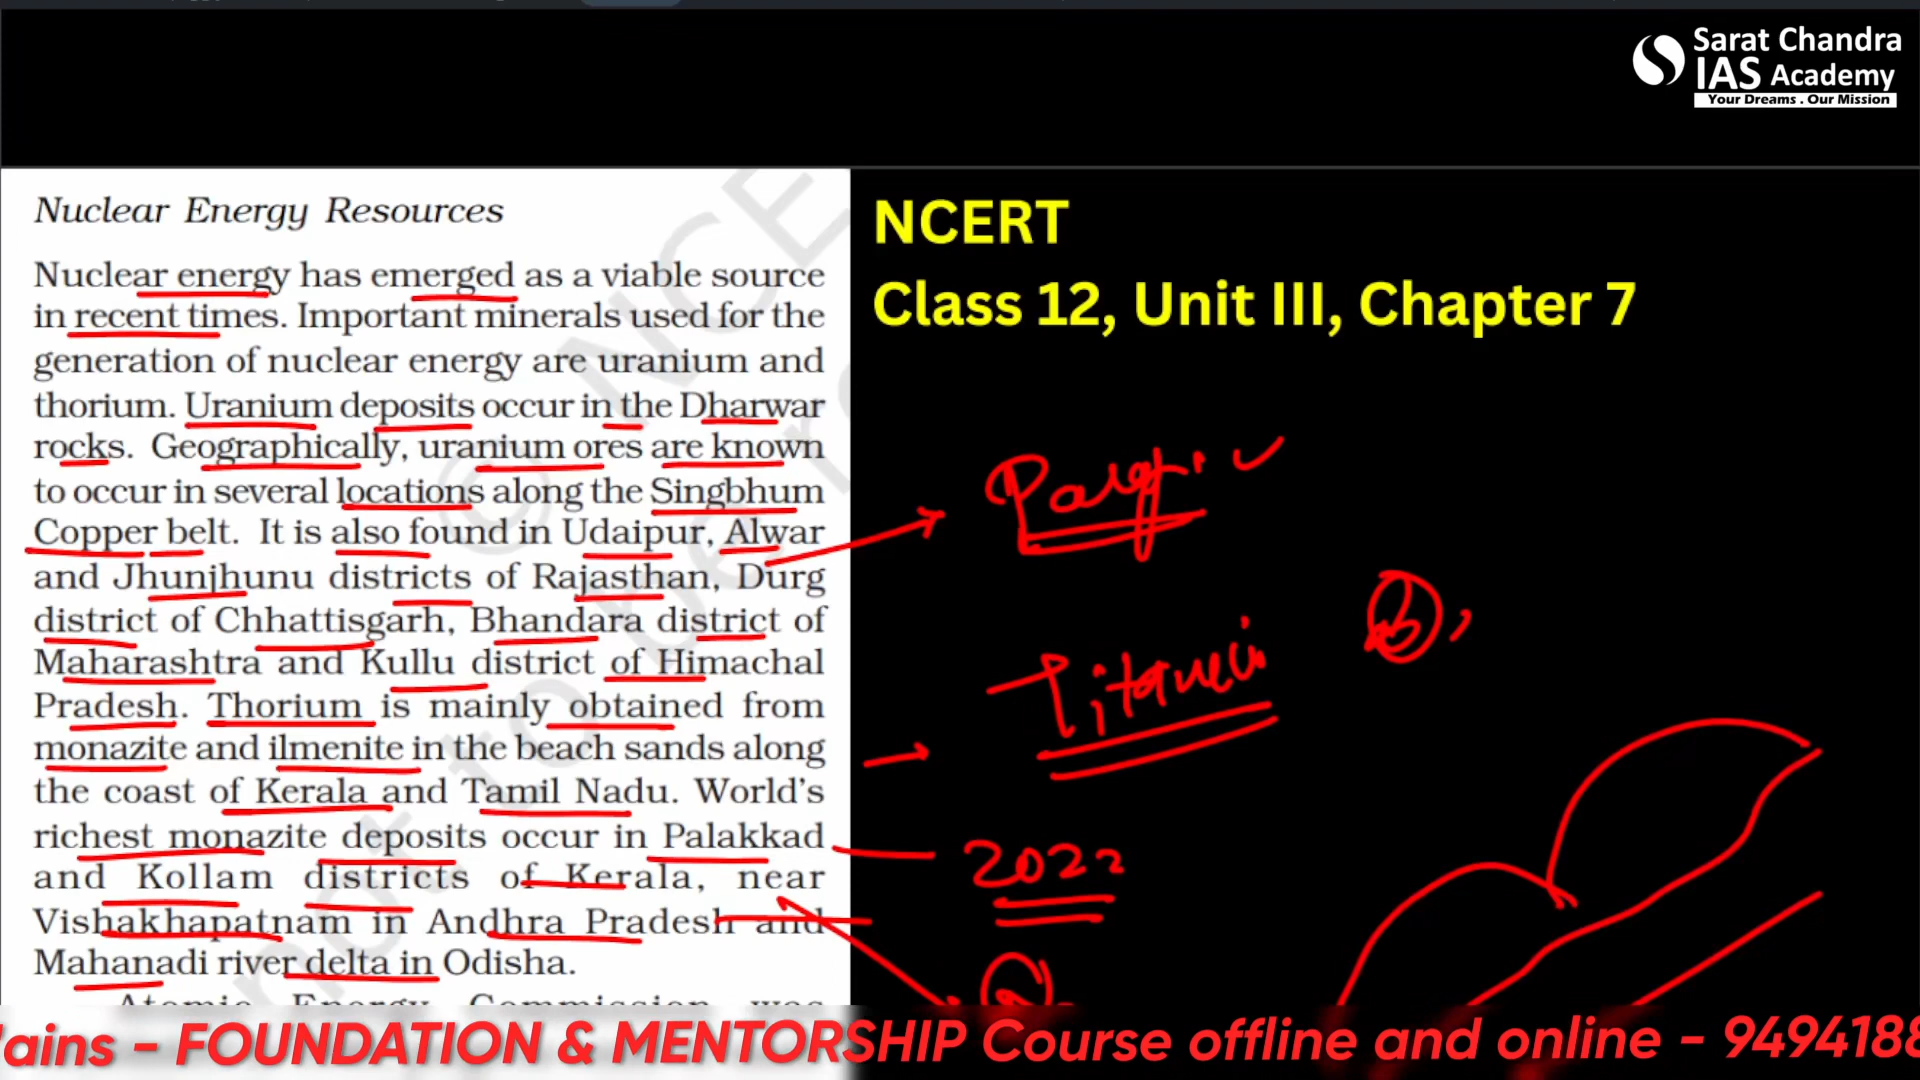 Sarat Chandra
IAS Academy
Your Dreams . Our Mission
Nuclear Energy Resources
Nuclear energy has emerged as a viable source
in recent times. Important minerals used for the
generation of nuclear energy are uranium and
thorium. Uranium deposits occur in the Dharwar
rocks. Geographically, uranium ores are known
to occur in several locations along the Singbhum
Copper belt. It is also found in Udaipur, Alwar
and Jhunjhunu districts of Rajasthan, Durg
district of Chhattisgarh, Bhandara district of
Maharashtra and Kullu district of Himachal
Pradesh. Thorium is mainly obtained from
monazite and ilmenite in the beach sands along
the coast of Kerala and Tamil Nadu. World's
richest monazite deposits occur in Palakkad
and Kollam districts of Kerala, near
Vishakhapatnam in Andhra Pradesh and
Mahanadi river delta in Odisha.
Atomic Energy Commission was
NCERT
Class 12, Unit III, Chapter 7
2022
ains - FOUNDATION & MENTORSHIP Course offline and online - 9494188